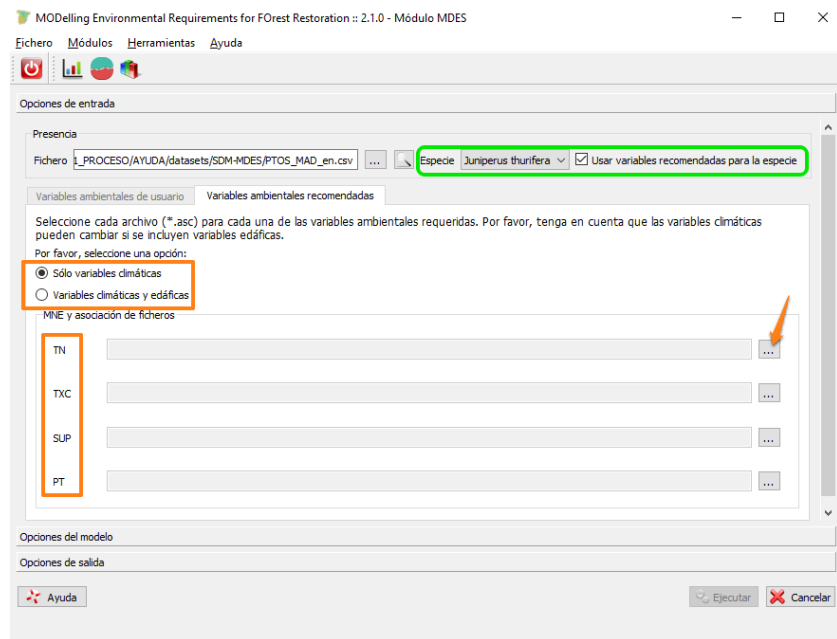 MODelling Environmental Requirements for FOrest Restoration :: 2.1.0 - Módulo MDES
Fichero Módulos Herramientas Ayuda
Opciones de entrada
Presencia
Fichero 1_PROCESO/AYUDA/datasets/SDM-MDES/PTOS_MAD_en.csv ... Especie Juniperus thurifera Usar variables recomendadas para la especie
Variables ambientales de usuario Variables ambientales recomendadas
Seleccione cada archivo (*.asc) para cada una de las variables ambientales requeridas. Por favor, tenga en cuenta que las variables climáticas
pueden cambiar si se incluyen variables edáficas.
Por favor, seleccione una opción:
Sólo variables climáticas
Variables climáticas y edáficas
MNE y asociación de ficheros
TN ...
TXC ...
SUP ...
PT ...
Opciones del modelo
Opciones de salida
Ayuda Ejecutar Cancelar